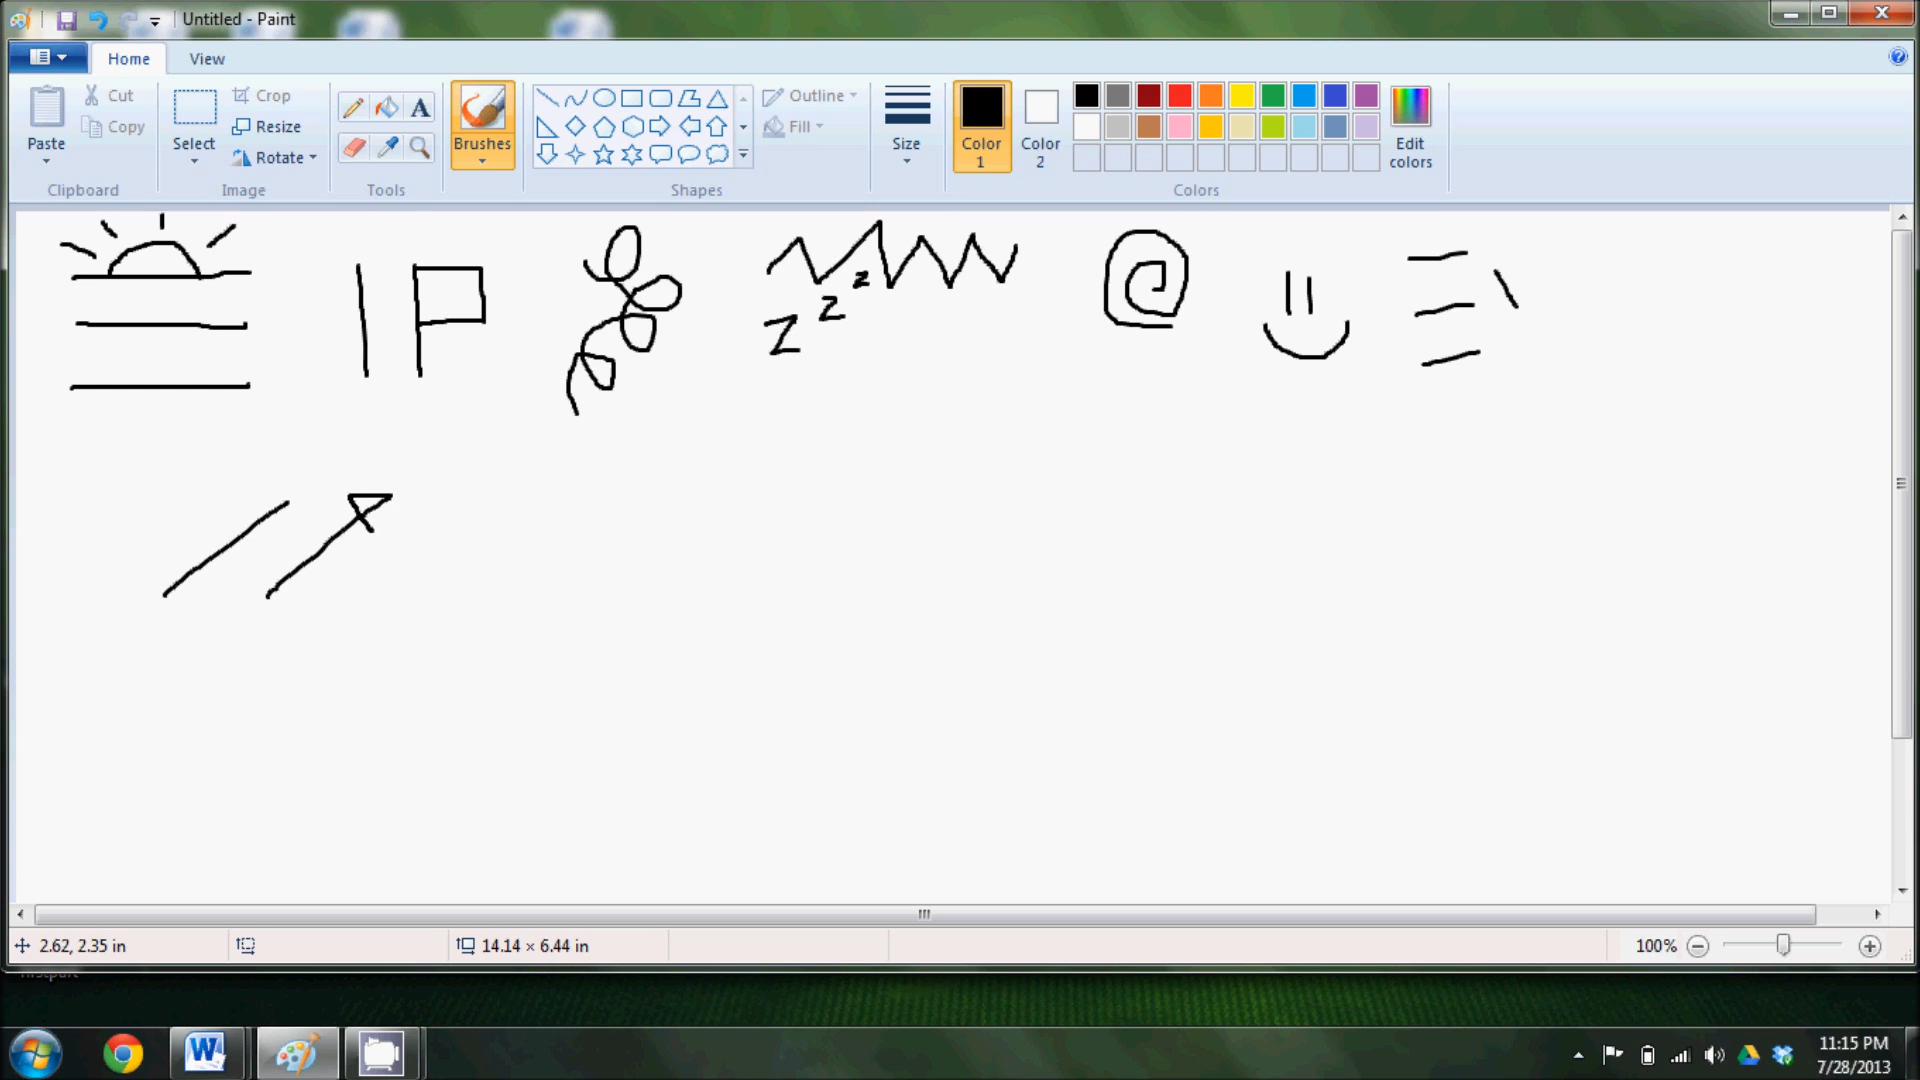 Untitled - Paint
Home View
Paste
Cut
Copy
Clipboard
Select
Crop
Resize
Rotate
Image
A
Tools
Brushes
Outline
Fill
Shapes
Size
Color 1
Color 2
Edit colors
Colors
z
z
z
2.62, 2.35 in
14.14 × 6.44 in
100%
W
11:15 PM
7/28/2013